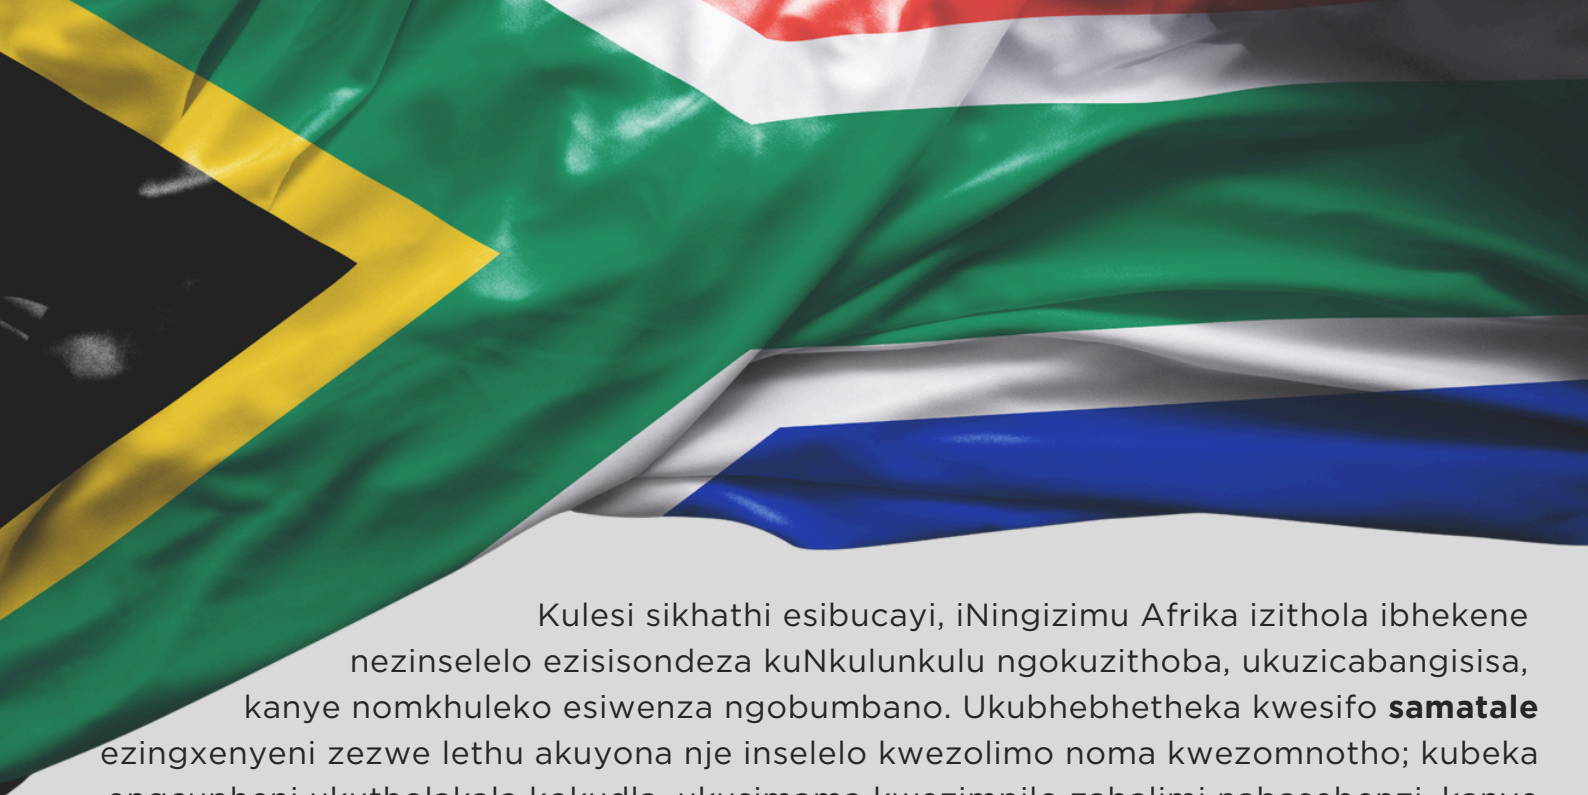 Kulesi sikhathi esibucayi, iNingizimu Afrika izithola ibhekene
nezinselelo ezisisondeza kuNkulunkulu ngokuzithoba, ukuzicabangisisa,
kanye nomkhuleko esiwenza ngobumbano. Ukubhebhetheka kwesifo samatale
ezingxenyeni zezwe lethu akuyona nje inselelo kwezolimo noma kwezomnotho; kubeka